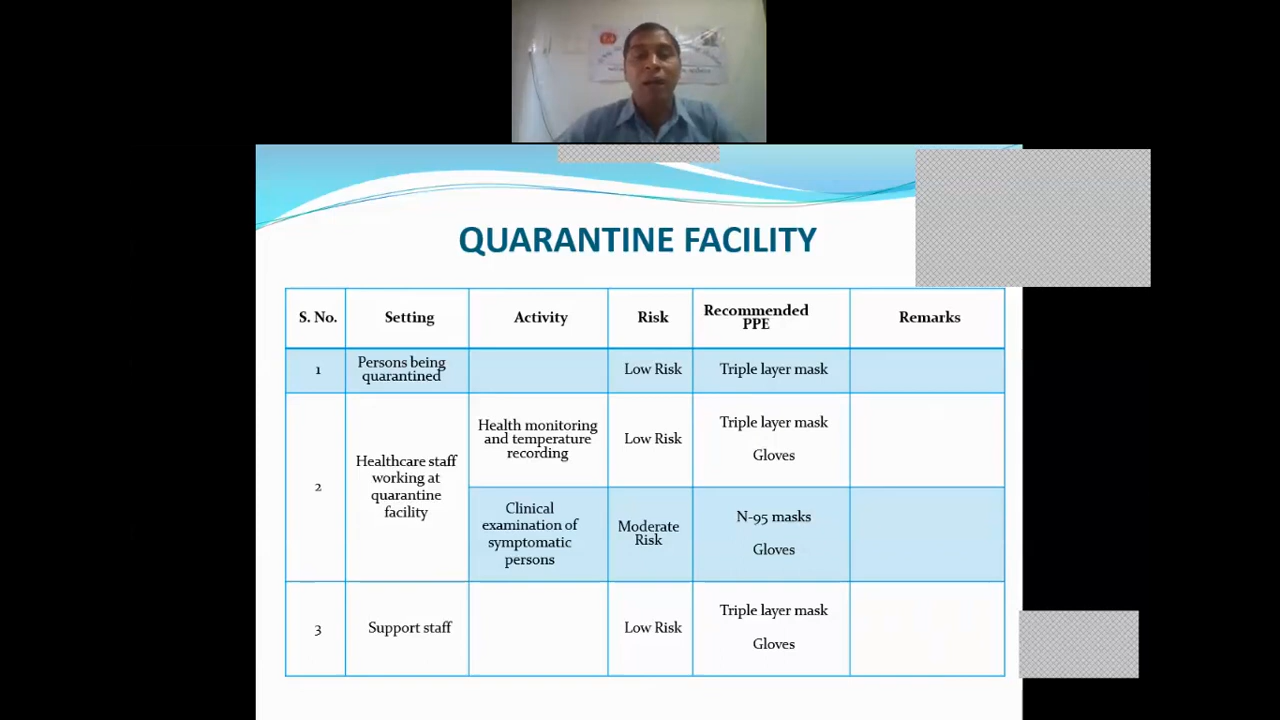 QUARANTINE FACILITY
S. No.
Setting
Activity
Risk
Recommended
PPE
Remarks
1
Persons being
quarantined
Low Risk
Triple layer mask
2
Healthcare staff
working at
quarantine
facility
Health monitoring
and temperature
recording
Low Risk
Triple layer mask
Gloves
Clinical
examination of
symptomatic
persons
Moderate
Risk
N-95 masks
Gloves
3
Support staff
Low Risk
Triple layer mask
Gloves